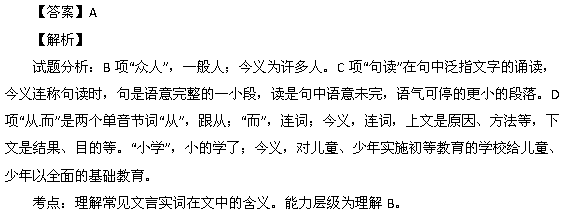 【答案】A
【解析】
试题分析：B 项“众人”，一般人；今义为许多人。C 项“句读”在句中泛指文字的诵读，
今义连称句读时，句是语意完整的一小段，读是句中语意未完，语气可停的更小的段落。D
项“从而”是两个单音节词“从”，跟从；“而”，连词；今义，连词，上文是原因、方法等，下
文是结果、目的等。“小学”，小的学了；今义，对儿童、少年实施初等教育的学校给儿童、
少年以全面的基础教育。
考点：理解常见文言实词在文中的含义。能力层级为理解 B。